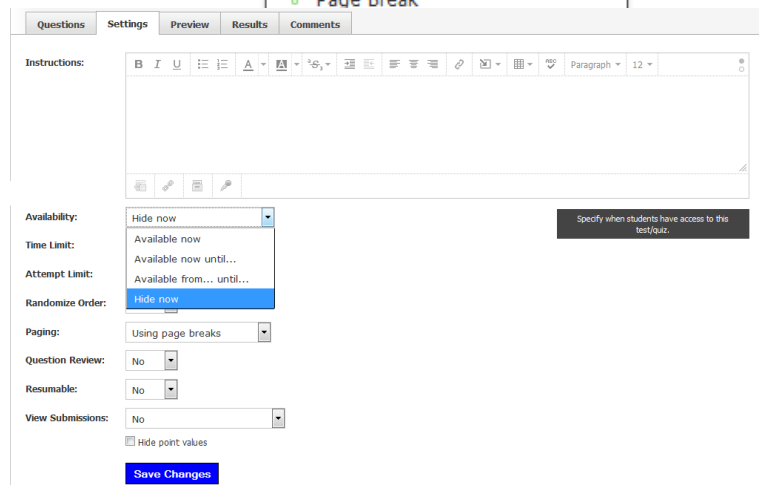 Page Break
Questions Settings Preview Results Comments
Instructions:
B I U A A Paragraph 12
Availability: Hide now
Specify when students have access to this
test/quiz.
Available now
Time Limit:
Available now until...
Attempt Limit:
Available from... until...
Randomize Order:
Hide now
Paging: Using page breaks
Question Review: No
Resumable: No
View Submissions: No
Hide point values
Save Changes